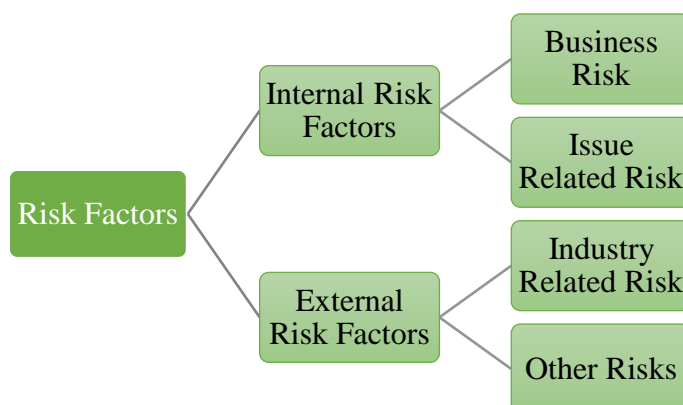 Risk Factors
Internal Risk
Factors
Business
Risk
Issue
Related Risk
External
Risk Factors
Industry
Related Risk
Other Risks